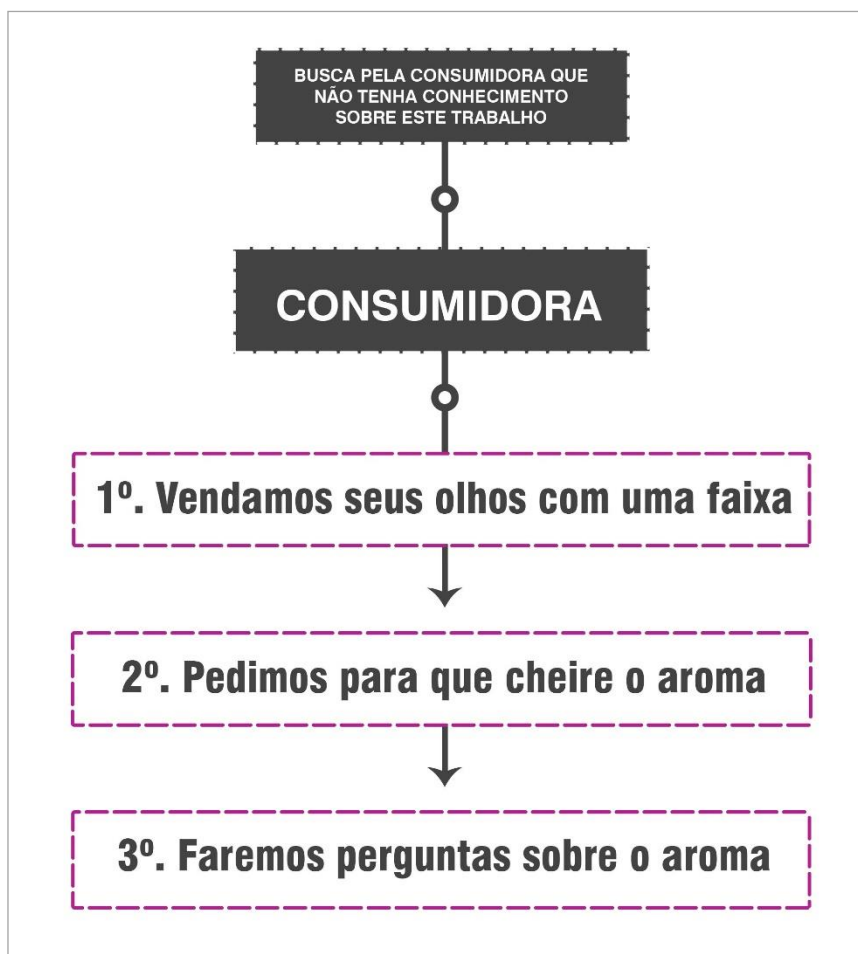 BUSCA PELA CONSUMIDORA QUE
NÃO TENHA CONHECIMENTO
SOBRE ESTE TRABALHO
CONSUMIDORA
1º. Vendamos seus olhos com uma faixa
2º. Pedimos para que cheire o aroma
3º. Faremos perguntas sobre o aroma